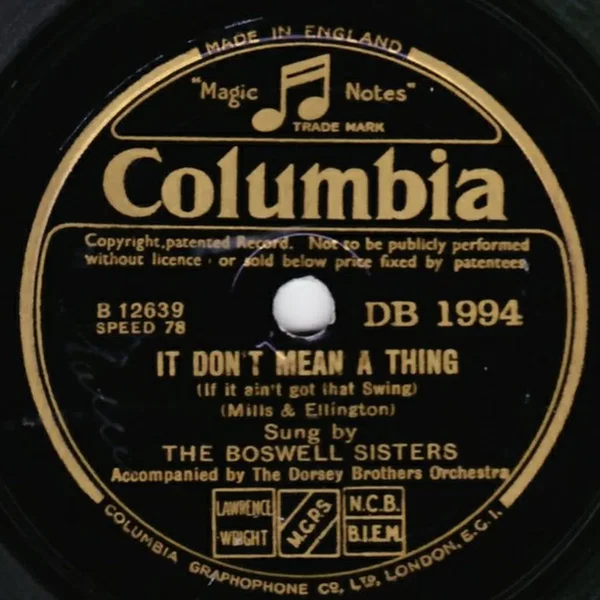 MADE IN ENGLAND
"Magic Notes"
TRADE MARK
Columbia
Copyright, patented Record. Not to be publicly performed
without licence · or sold below price fixed by patentees
B 12639
SPEED 78
DB 1994
IT DON'T MEAN A THING
(If it ain't got that Swing)
(Mills & Ellington)
Sung by
THE BOSWELL SISTERS
Accompanied by The Dorsey Brothers Orchestra
LAWRENCE
WRIGHT
M.C.P.S.
N.C.B.
B.I.E.M.
COLUMBIA GRAPHOPHONE CO., LTD., LONDON, E.C.1.